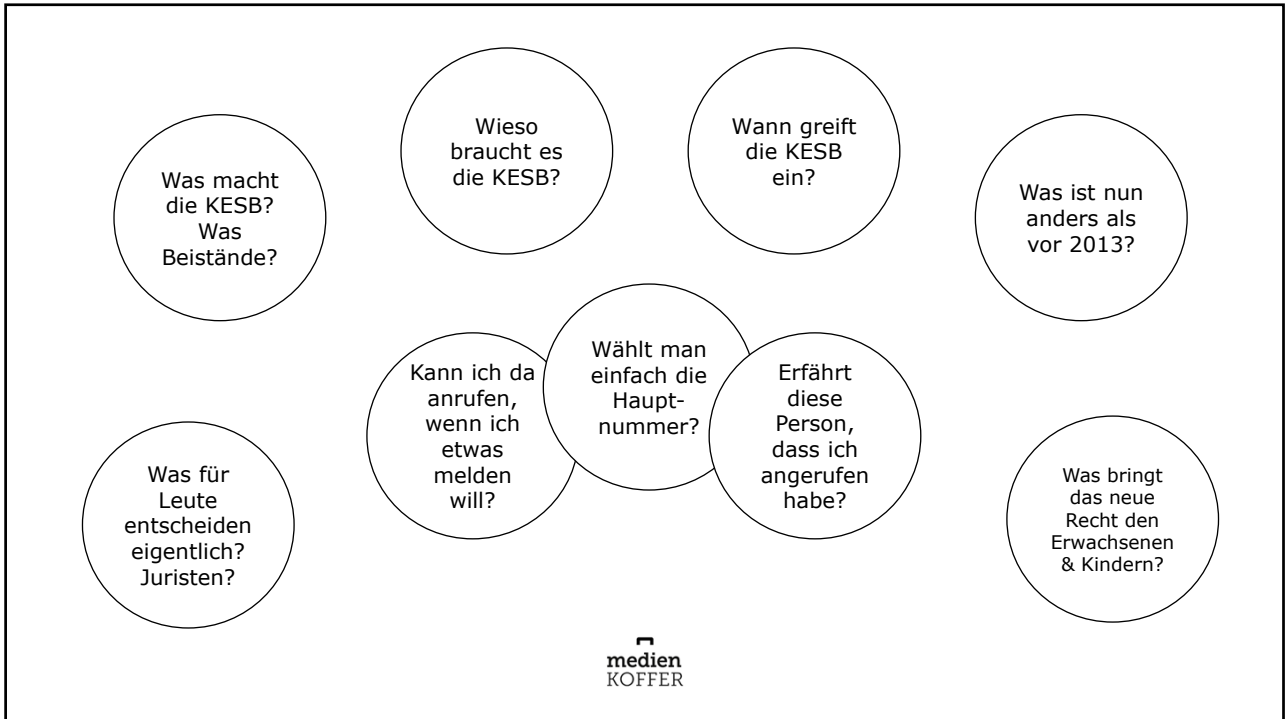 Was macht
die KESB?
Was
Beistände?
Wieso
braucht es
die KESB?
Wann greift
die KESB
ein?
Was ist nun
anders als
vor 2013?
Kann ich da
anrufen,
wenn ich
etwas
melden
will?
Wählt man
einfach die
Haupt-
nummer?
Erfährt
diese
Person,
dass ich
angerufen
habe?
Was für
Leute
entscheiden
eigentlich?
Juristen?
Was bringt
das neue
Recht den
Erwachsenen
& Kindern?
medien
KOFFER